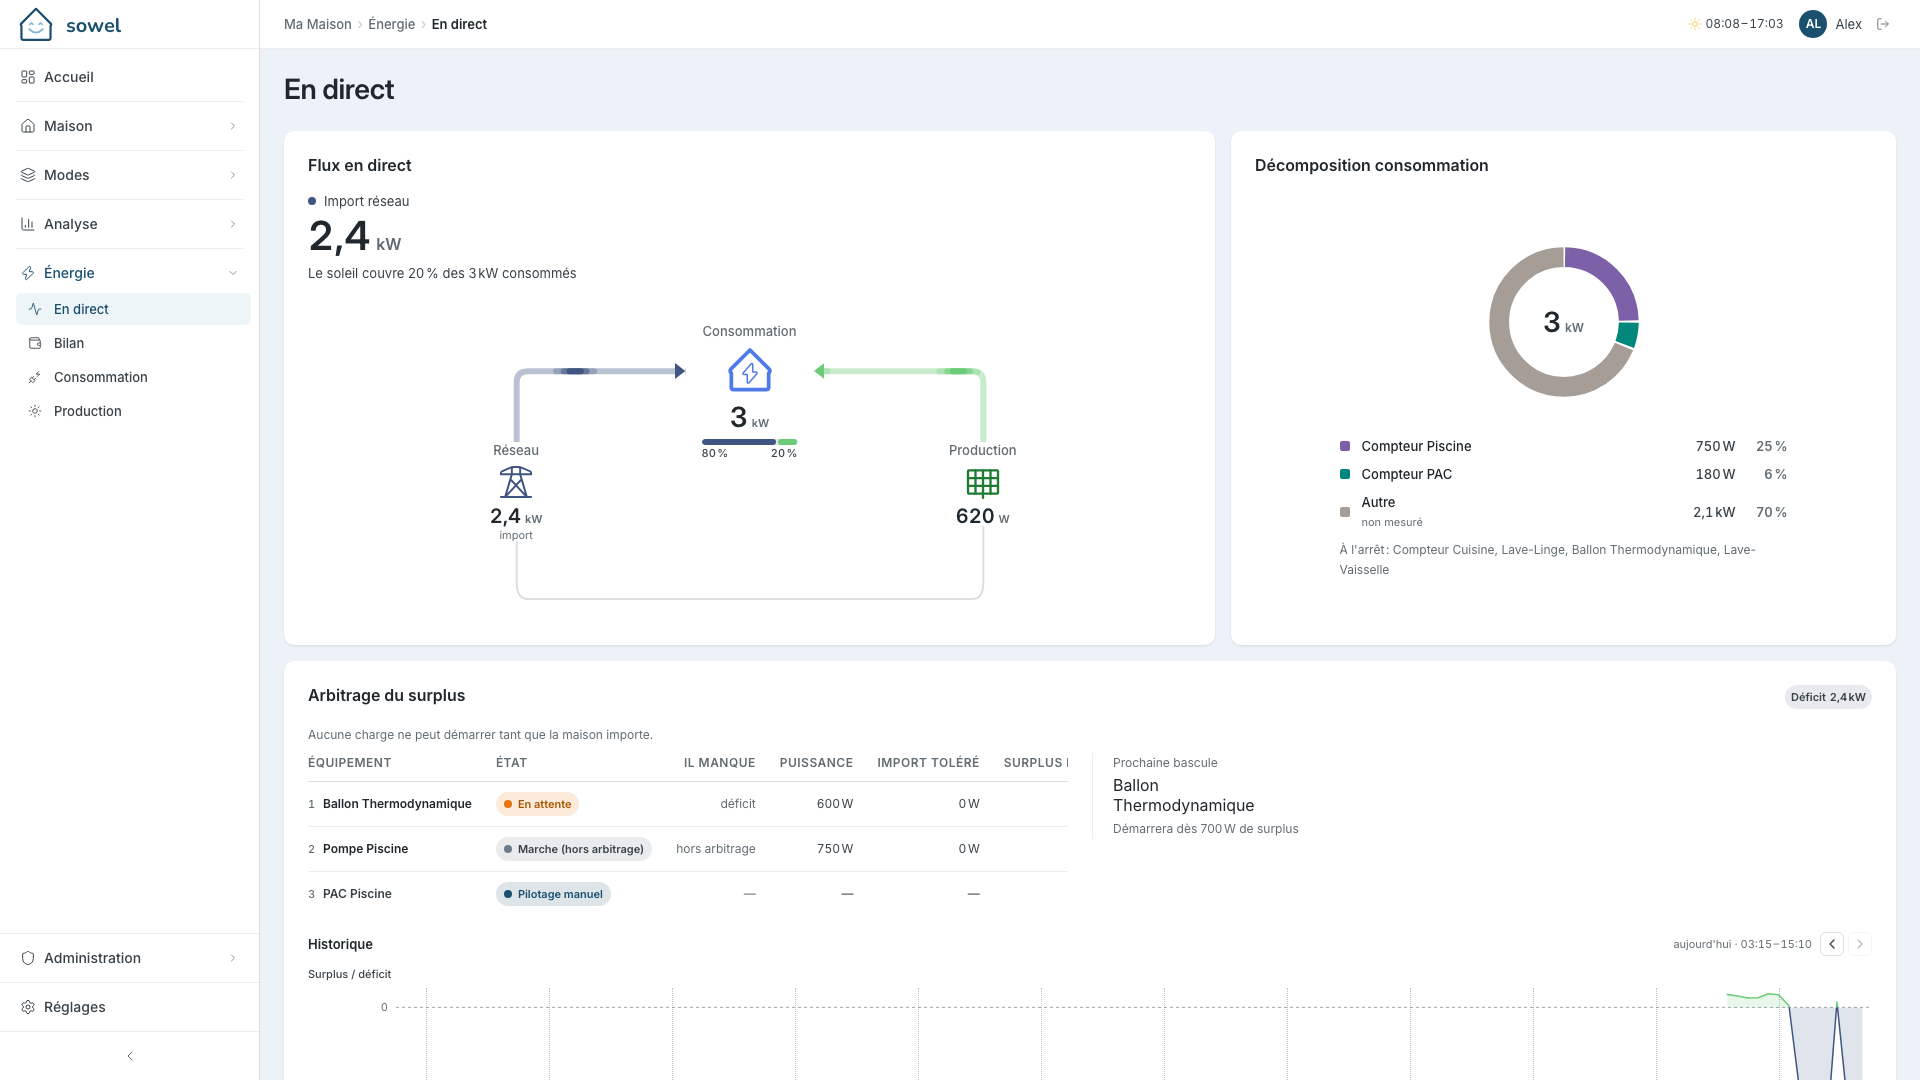 sowel
Ma Maison › Énergie › En direct
08:08–17:03
AL
Alex
Accueil
Maison
Modes
Analyse
Énergie
En direct
Bilan
Consommation
Production
Administration
Réglages
En direct
Flux en direct
Import réseau
2,4 kW
Le soleil couvre 20 % des 3 kW consommés
Consommation
3 kW
80 % 20 %
Réseau
2,4 kW
import
Production
620 W
Décomposition consommation
3 kW
Compteur Piscine 750 W 25 %
Compteur PAC 180 W 6 %
Autre
non mesuré
2,1 kW 70 %
À l'arrêt : Compteur Cuisine, Lave-Linge, Ballon Thermodynamique, Lave-
Vaisselle
Arbitrage du surplus
Déficit 2,4 kW
Aucune charge ne peut démarrer tant que la maison importe.
ÉQUIPEMENT ÉTAT IL MANQUE PUISSANCE IMPORT TOLÉRÉ SURPLUS
1 Ballon Thermodynamique En attente déficit 600 W 0 W
2 Pompe Piscine Marche (hors arbitrage) hors arbitrage 750 W 0 W
3 PAC Piscine Pilotage manuel — — —
Prochaine bascule
Ballon
Thermodynamique
Démarrera dès 700 W de surplus
Historique
aujourd'hui · 03:15–15:10
Surplus / déficit
0